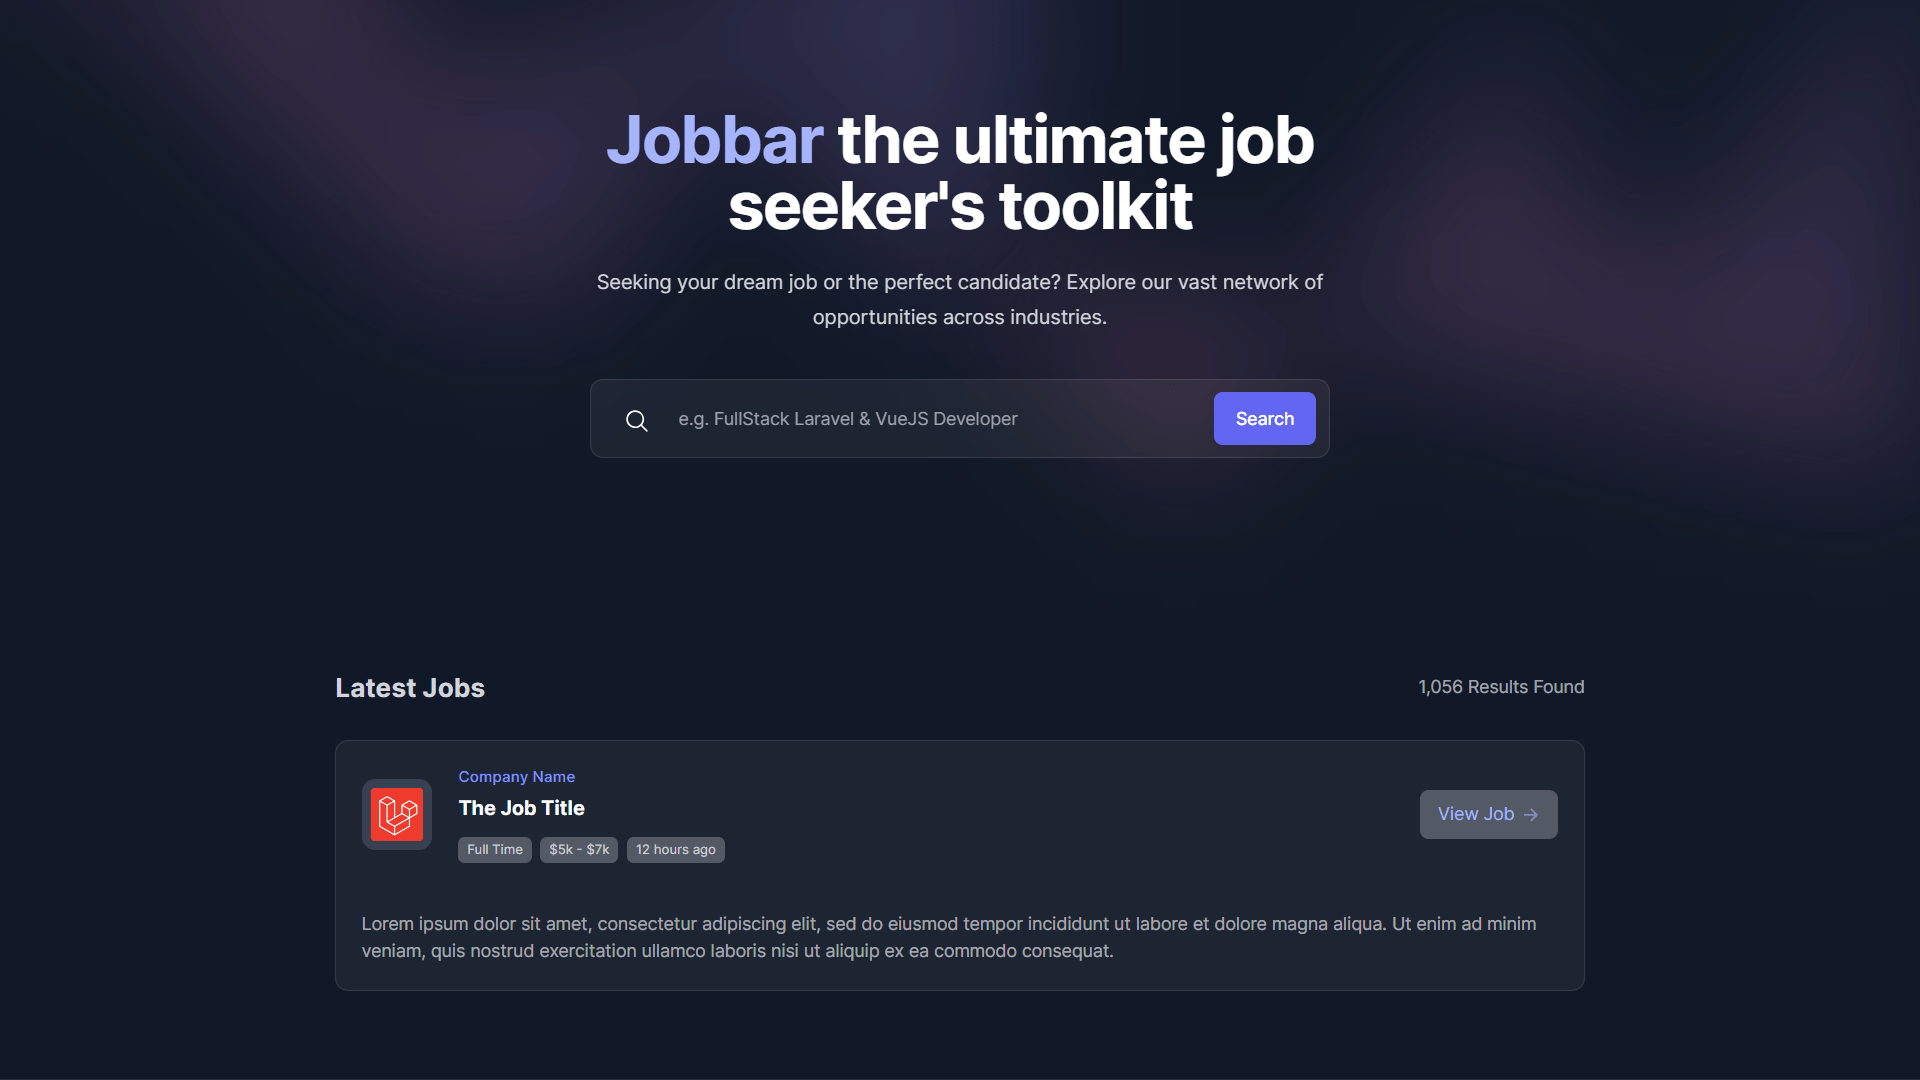 Jobbar the ultimate job
seeker's toolkit
Seeking your dream job or the perfect candidate? Explore our vast network of
opportunities across industries.
e.g. FullStack Laravel & VueJS Developer
Search
Latest Jobs
1,056 Results Found
Company Name
The Job Title
Full Time
$5k - $7k
12 hours ago
View Job →
Lorem ipsum dolor sit amet, consectetur adipiscing elit, sed do eiusmod tempor incididunt ut labore et dolore magna aliqua. Ut enim ad minim
veniam, quis nostrud exercitation ullamco laboris nisi ut aliquip ex ea commodo consequat.